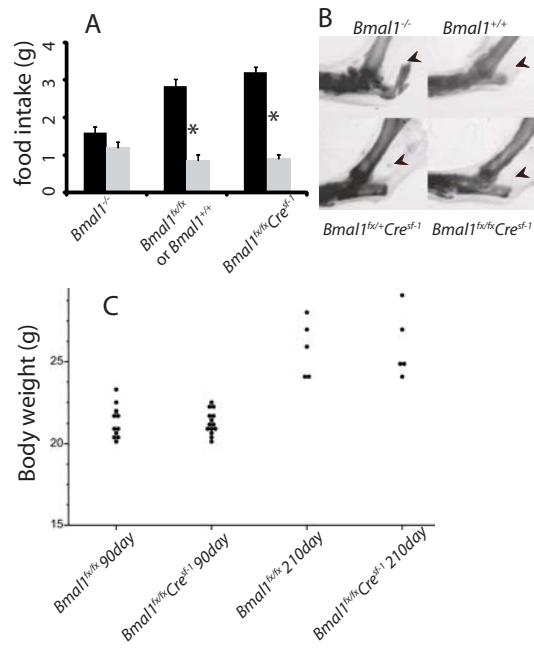 A
food intake (g)
4
3
2
1
0
*
*
Bmal1-/-
Bmal1fx/fx
or Bmal1+/+
Bmal1fx/fxCresf-1
B
Bmal1-/- Bmal1+/+
Bmal1fx/+Cresf-1 Bmal1fx/fxCresf-1
C
Body weight (g)
25
20
15
Bmal1fx/fx 90day
Bmal1fx/fxCresf-1 90day
Bmal1fx/fx 210day
Bmal1fx/fxCresf-1 210day